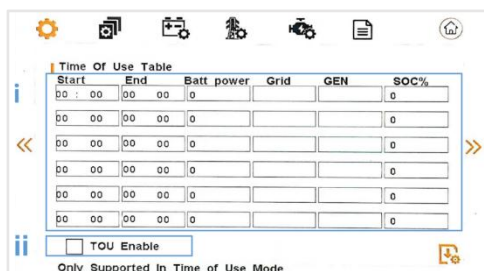 Time Of Use Table
Start End Batt power Grid GEN SOC%
i
00 : 00 00 00 0 0
00 00 00 00 0 0
00 00 00 00 0 0
00 00 00 00 0 0
00 00 00 00 0 0
00 00 00 00 0 0
ii
TOU Enable
Only Supported In Time of Use Mode